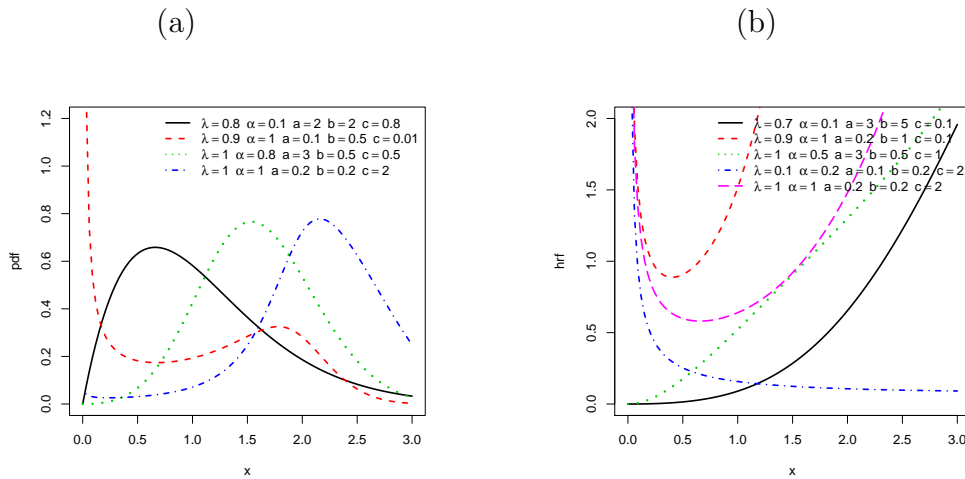 (a)
(b)
λ = 0.8 α = 0.1 a = 2 b = 2 c = 0.8
λ = 0.9 α = 1 a = 0.1 b = 0.5 c = 0.01
λ = 1 α = 0.8 a = 3 b = 0.5 c = 0.5
λ = 1 α = 1 a = 0.2 b = 0.2 c = 2
pdf
0.0 0.2 0.4 0.6 0.8 1.0 1.2
0.0 0.5 1.0 1.5 2.0 2.5 3.0
x
λ = 0.7 α = 0.1 a = 3 b = 5 c = 0.1
λ = 0.9 α = 1 a = 0.2 b = 1 c = 0.1
λ = 1 α = 0.5 a = 3 b = 0.5 c = 1
λ = 0.1 α = 0.2 a = 0.1 b = 0.2 c = 2
λ = 1 α = 1 a = 0.2 b = 0.2 c = 2
hrf
0.0 0.5 1.0 1.5 2.0
0.0 0.5 1.0 1.5 2.0 2.5 3.0
x